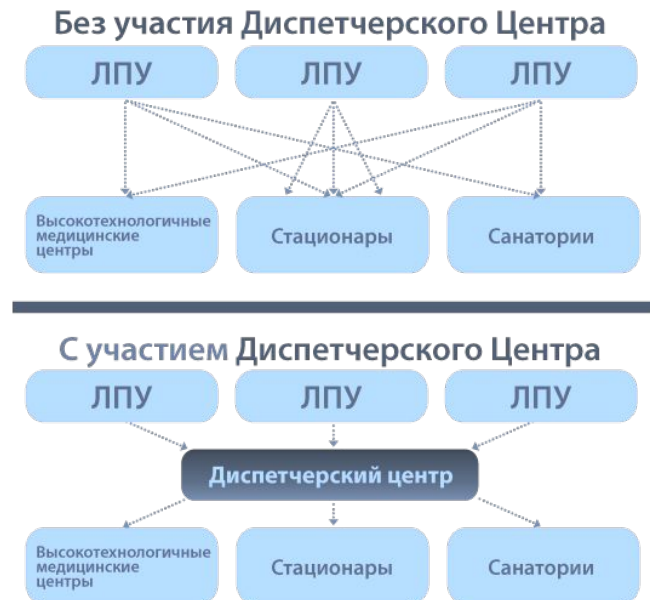 Без участия Диспетчерского Центра
ЛПУ ЛПУ ЛПУ
Высокотехнологичные
медицинские
центры
Стационары
Санатории
С участием Диспетчерского Центра
ЛПУ ЛПУ ЛПУ
Диспетчерский центр
Высокотехнологичные
медицинские
центры
Стационары
Санатории